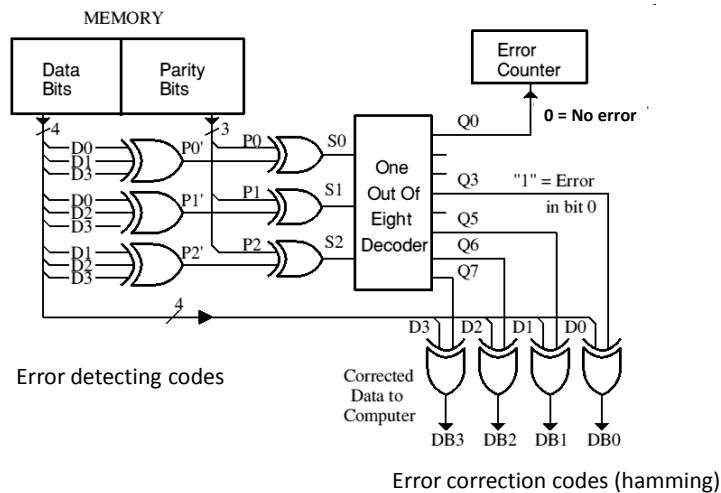 MEMORY
Data Bits
Parity Bits
Error Counter
4
3
0 = No error
D0
D1
D3
P0'
P0
S0
Q0
One Out Of Eight Decoder
D0
D2
D3
P1'
P1
S1
Q3
"1" = Error in bit 0
D1
D2
D3
P2'
P2
S2
Q5
Q6
Q7
4
D3
D2
D1
D0
Error detecting codes
Corrected Data to Computer
DB3
DB2
DB1
DB0
Error correction codes (hamming)